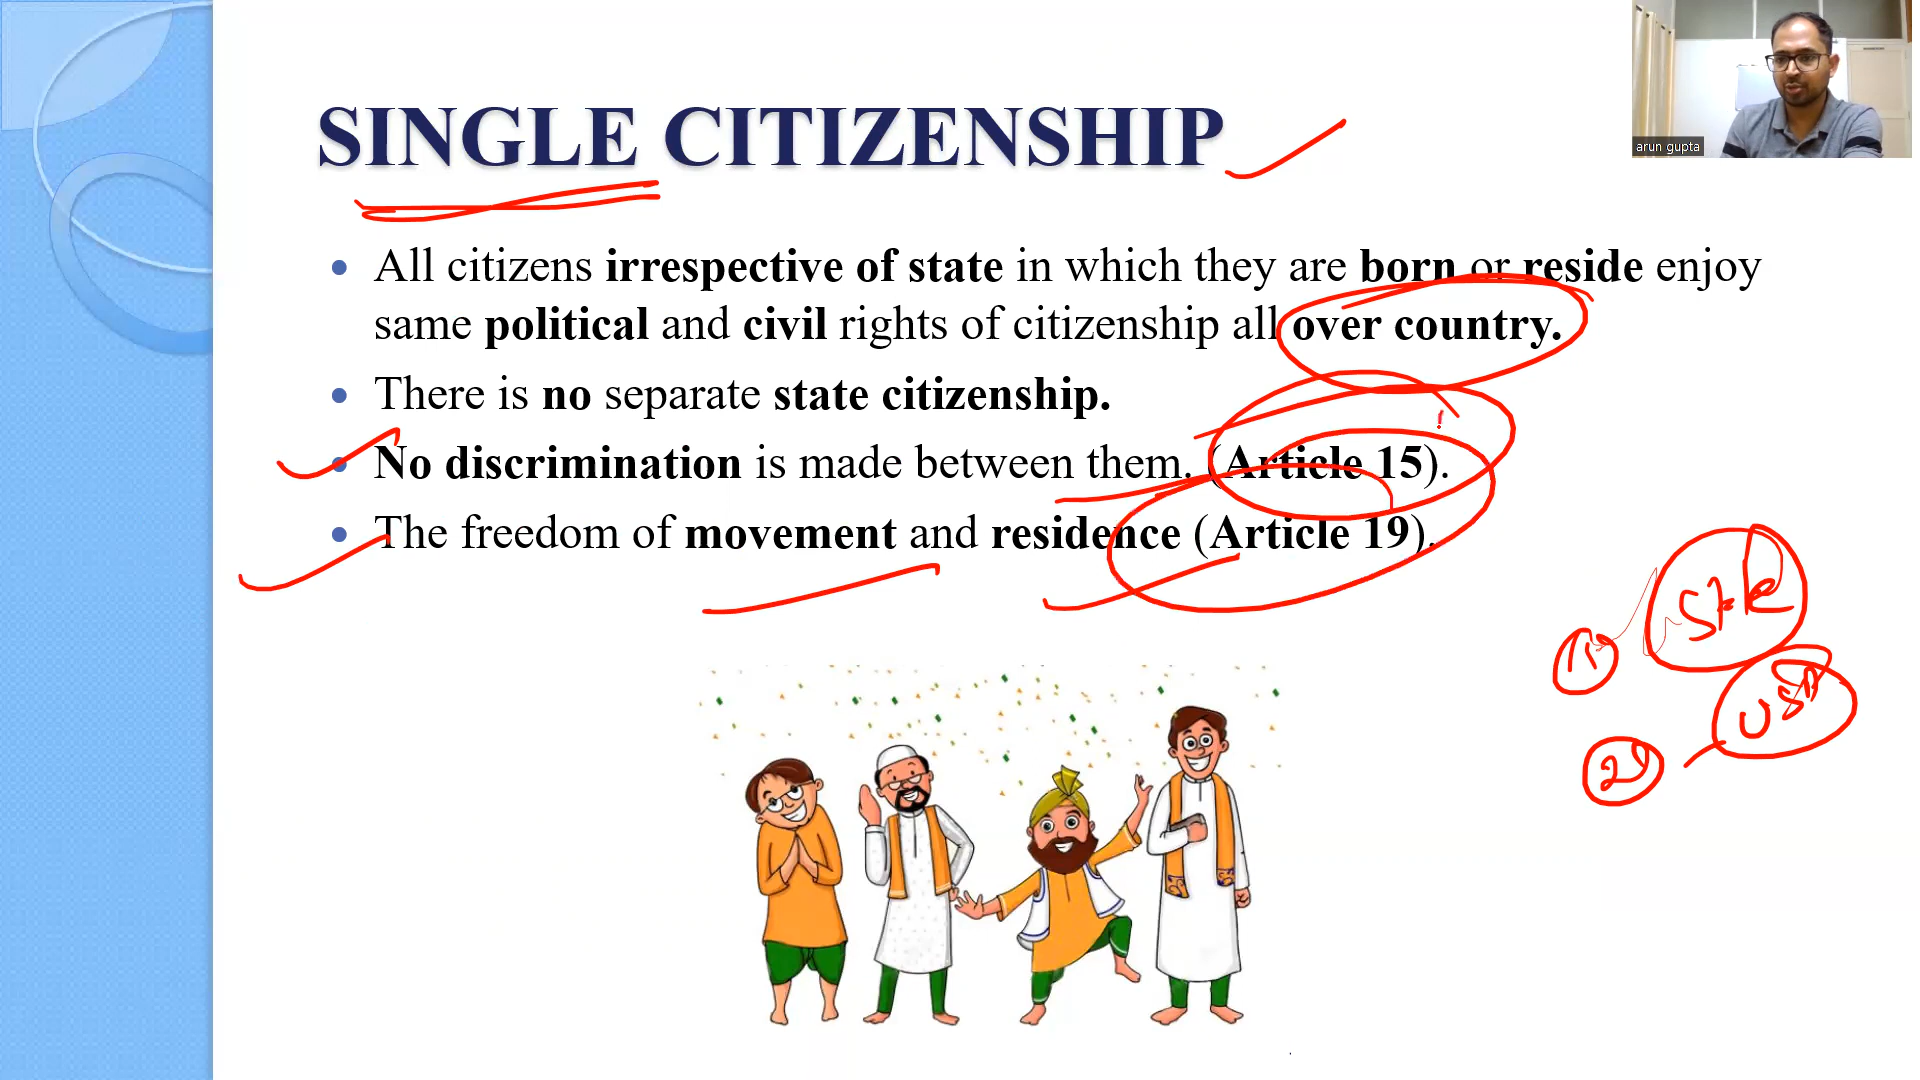 arun gupta
SINGLE CITIZENSHIP
• All citizens irrespective of state in which they are born or reside enjoy
same political and civil rights of citizenship all over country.
• There is no separate state citizenship.
• No discrimination is made between them. (Article 15).
• The freedom of movement and residence (Article 19).
State
USA